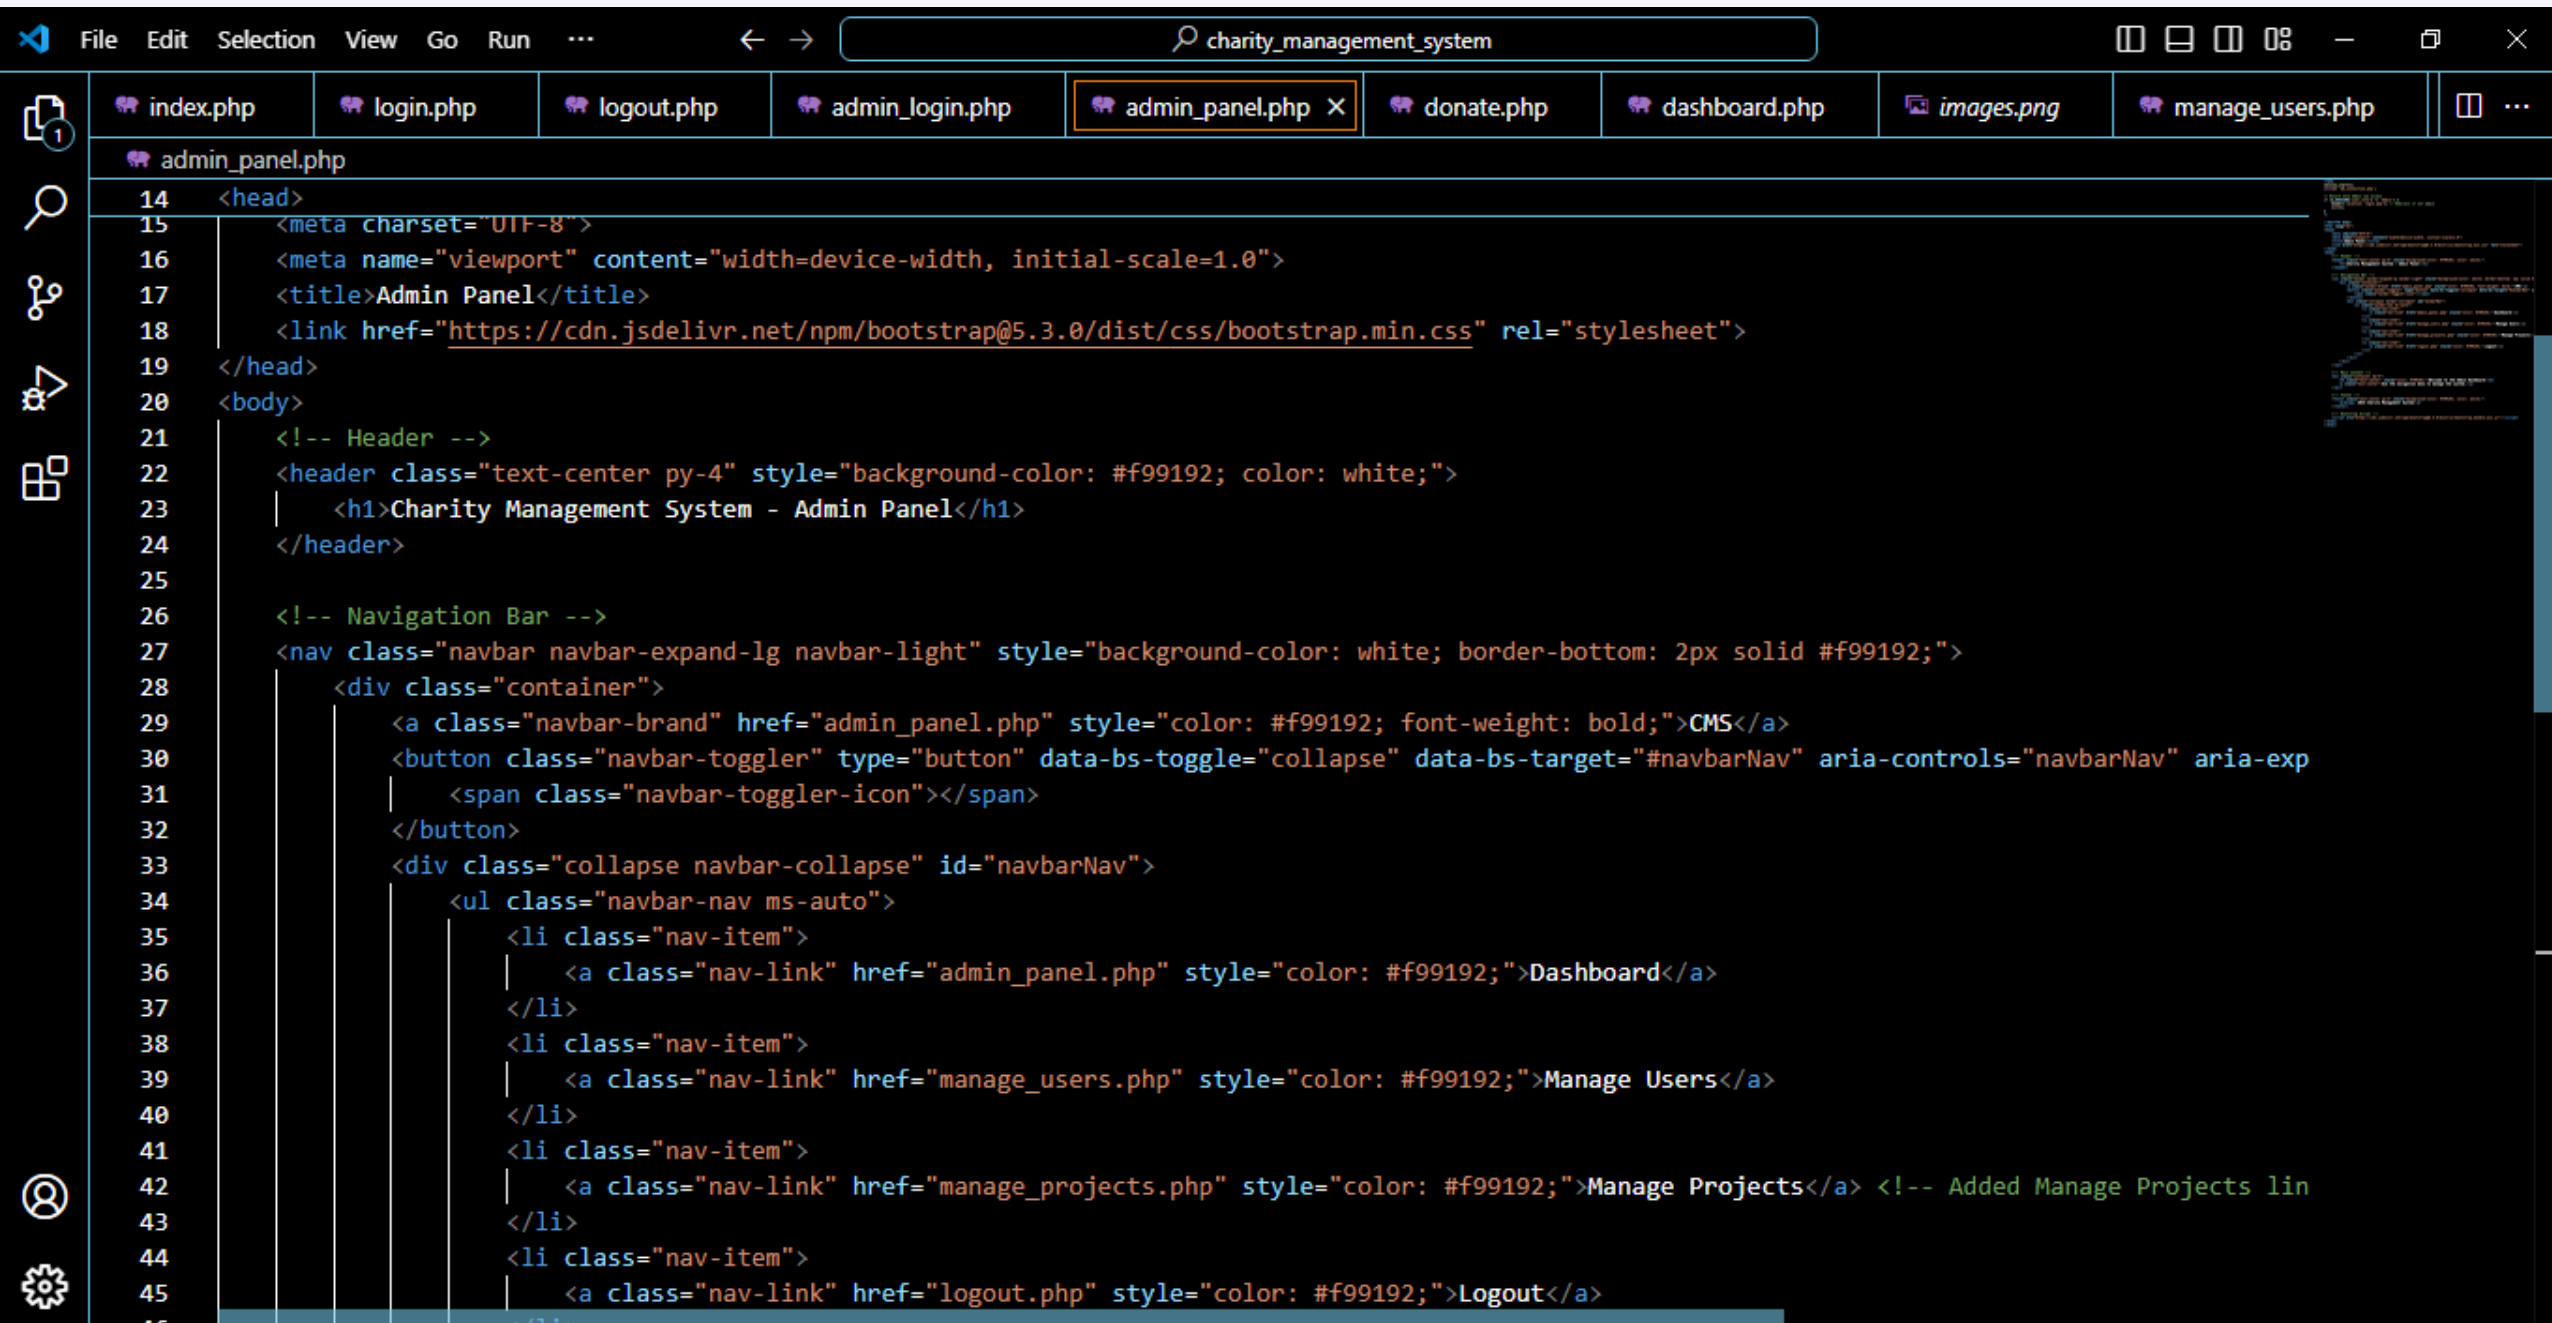 File Edit Selection View Go Run ··· charity_management_system
1
index.php login.php logout.php admin_login.php admin_panel.php donate.php dashboard.php images.png manage_users.php
admin_panel.php
14 <head>
15 <meta charset="UTF-8">
16 <meta name="viewport" content="width=device-width, initial-scale=1.0">
17 <title>Admin Panel</title>
18 <link href="https://cdn.jsdelivr.net/npm/bootstrap@5.3.0/dist/css/bootstrap.min.css" rel="stylesheet">
19 </head>
20 <body>
21 <!-- Header -->
22 <header class="text-center py-4" style="background-color: #f99192; color: white;">
23 <h1>Charity Management System - Admin Panel</h1>
24 </header>
25
26 <!-- Navigation Bar -->
27 <nav class="navbar navbar-expand-lg navbar-light" style="background-color: white; border-bottom: 2px solid #f99192;">
28 <div class="container">
29 <a class="navbar-brand" href="admin_panel.php" style="color: #f99192; font-weight: bold;">CMS</a>
30 <button class="navbar-toggler" type="button" data-bs-toggle="collapse" data-bs-target="#navbarNav" aria-controls="navbarNav" aria-exp
31 <span class="navbar-toggler-icon"></span>
32 </button>
33 <div class="collapse navbar-collapse" id="navbarNav">
34 <ul class="navbar-nav ms-auto">
35 <li class="nav-item">
36 <a class="nav-link" href="admin_panel.php" style="color: #f99192;">Dashboard</a>
37 </li>
38 <li class="nav-item">
39 <a class="nav-link" href="manage_users.php" style="color: #f99192;">Manage Users</a>
40 </li>
41 <li class="nav-item">
42 <a class="nav-link" href="manage_projects.php" style="color: #f99192;">Manage Projects</a> <!-- Added Manage Projects lin
43 </li>
44 <li class="nav-item">
45 <a class="nav-link" href="logout.php" style="color: #f99192;">Logout</a>